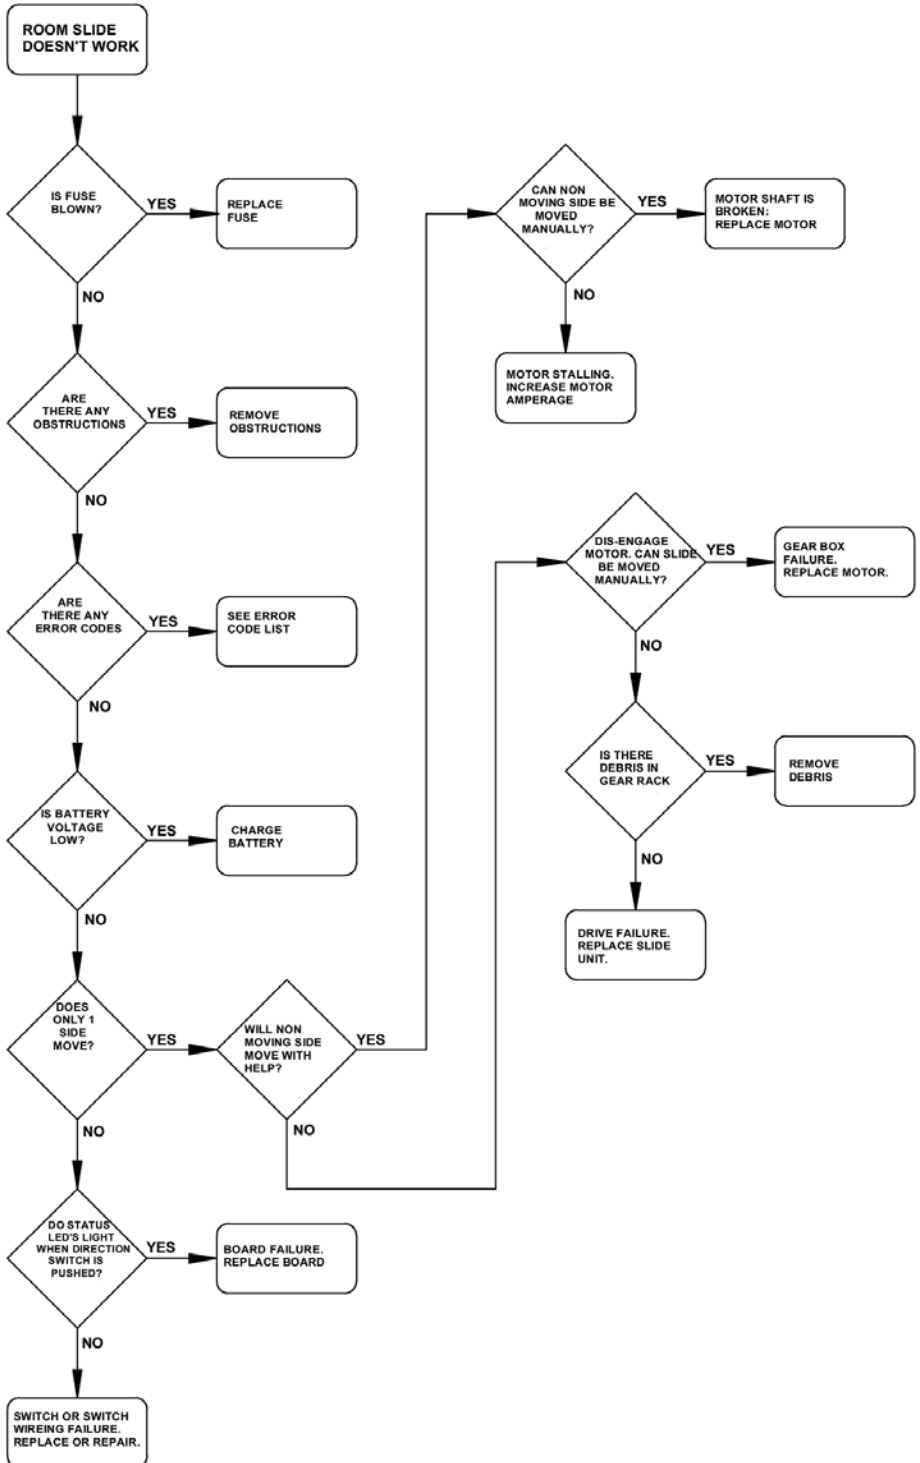 ROOM SLIDE
DOESN'T WORK
IS FUSE
BLOWN?
YES
REPLACE
FUSE
NO
ARE
THERE ANY
OBSTRUCTIONS
YES
REMOVE
OBSTRUCTIONS
NO
ARE
THERE ANY
ERROR CODES
YES
SEE ERROR
CODE LIST
NO
IS BATTERY
VOLTAGE
LOW?
YES
CHARGE
BATTERY
NO
DOES
ONLY 1
SIDE
MOVE?
YES
WILL NON
MOVING SIDE
MOVE WITH
HELP?
YES
NO
NO
DO STATUS
LED'S LIGHT
WHEN DIRECTION
SWITCH IS
PUSHED?
YES
BOARD FAILURE.
REPLACE BOARD
NO
SWITCH OR SWITCH
WIREING FAILURE.
REPLACE OR REPAIR.
CAN NON
MOVING SIDE BE
MOVED
MANUALLY?
YES
MOTOR SHAFT IS
BROKEN:
REPLACE MOTOR
NO
MOTOR STALLING.
INCREASE MOTOR
AMPERAGE
DIS-ENGAGE
MOTOR. CAN SLIDE
BE MOVED
MANUALLY?
YES
GEAR BOX
FAILURE.
REPLACE MOTOR.
NO
IS THERE
DEBRIS IN
GEAR RACK
YES
REMOVE
DEBRIS
NO
DRIVE FAILURE.
REPLACE SLIDE
UNIT.